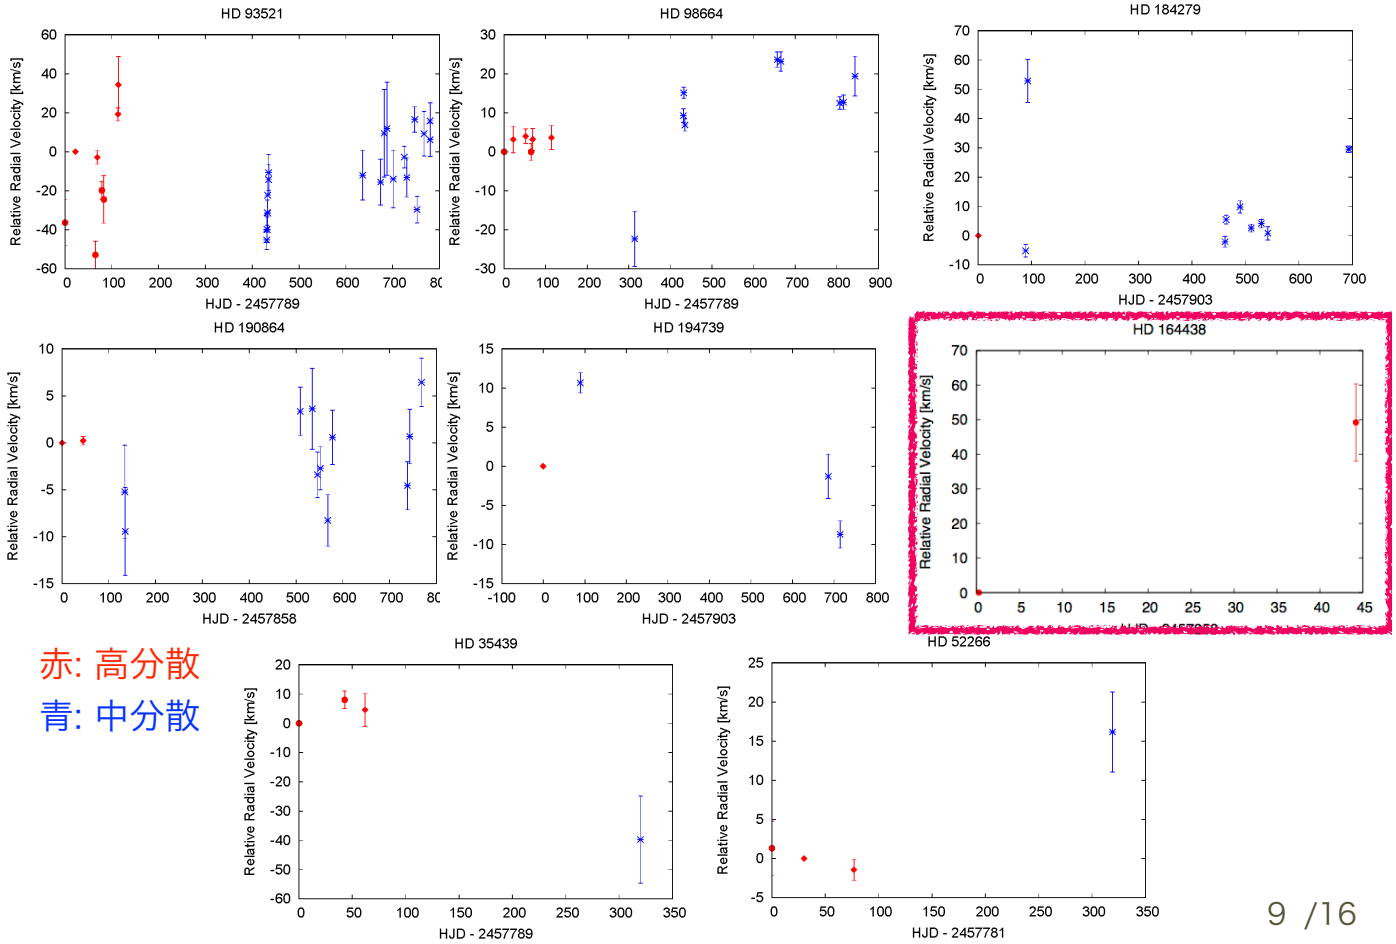 HD 93521
60
40
20
0
-20
-40
-60
Relative Radial Velocity [km/s]
0 100 200 300 400 500 600 700 800
HJD - 2457789
HD 98664
30
20
10
0
-10
-20
-30
Relative Radial Velocity [km/s]
0 100 200 300 400 500 600 700 800 900
HJD - 2457789
HD 184279
70
60
50
40
30
20
10
0
-10
Relative Radial Velocity [km/s]
0 100 200 300 400 500 600 700
HJD - 2457903
HD 190864
10
5
0
-5
-10
-15
Relative Radial Velocity [km/s]
0 100 200 300 400 500 600 700
HJD - 2457858
HD 194739
15
10
5
0
-5
-10
-15
Relative Radial Velocity [km/s]
-100 0 100 200 300 400 500 600 700 800
HJD - 2457903
HD 164438
70
60
50
40
30
20
10
0
Relative Radial Velocity [km/s]
0 5 10 15 20 25 30 35 40 45
赤: 高分散
青: 中分散
HD 35439
20
10
0
-10
-20
-30
-40
-50
-60
Relative Radial Velocity [km/s]
0 50 100 150 200 250 300 350
HJD - 2457789
HD 52266
25
20
15
10
5
0
-5
Relative Radial Velocity [km/s]
0 50 100 150 200 250 300 350
HJD - 2457781
9 /16